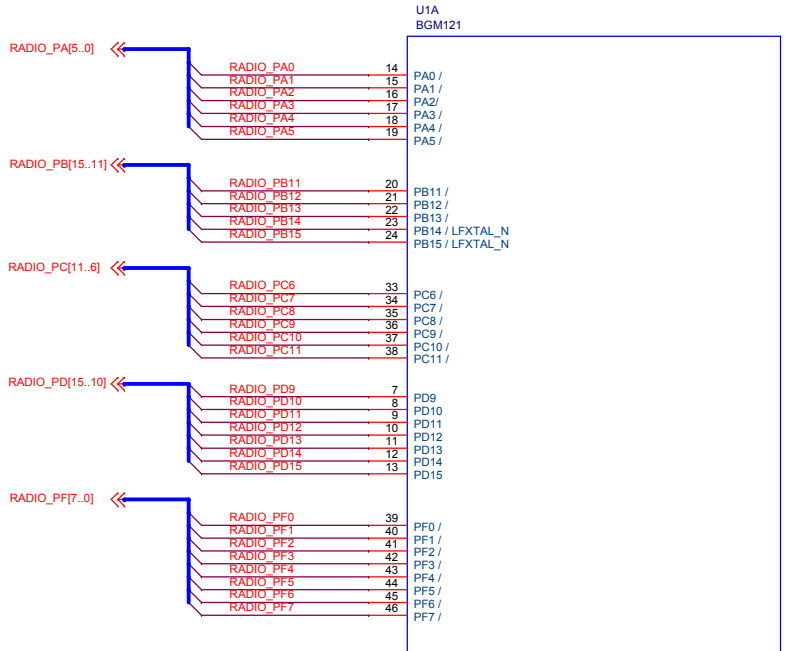 U1A
BGM121
RADIO_PA[5..0]
RADIO_PA0 14 PA0 /
RADIO_PA1 15 PA1 /
RADIO_PA2 16 PA2/
RADIO_PA3 17 PA3 /
RADIO_PA4 18 PA4 /
RADIO_PA5 19 PA5 /
RADIO_PB[15..11]
RADIO_PB11 20 PB11 /
RADIO_PB12 21 PB12 /
RADIO_PB13 22 PB13 /
RADIO_PB14 23 PB14 / LFXTAL_N
RADIO_PB15 24 PB15 / LFXTAL_N
RADIO_PC[11..6]
RADIO_PC6 33 PC6 /
RADIO_PC7 34 PC7 /
RADIO_PC8 35 PC8 /
RADIO_PC9 36 PC9 /
RADIO_PC10 37 PC10 /
RADIO_PC11 38 PC11 /
RADIO_PD[15..10]
RADIO_PD9 7 PD9
RADIO_PD10 8 PD10
RADIO_PD11 9 PD11
RADIO_PD12 10 PD12
RADIO_PD13 11 PD13
RADIO_PD14 12 PD14
RADIO_PD15 13 PD15
RADIO_PF[7..0]
RADIO_PF0 39 PF0 /
RADIO_PF1 40 PF1 /
RADIO_PF2 41 PF2 /
RADIO_PF3 42 PF3 /
RADIO_PF4 43 PF4 /
RADIO_PF5 44 PF5 /
RADIO_PF6 45 PF6 /
RADIO_PF7 46 PF7 /